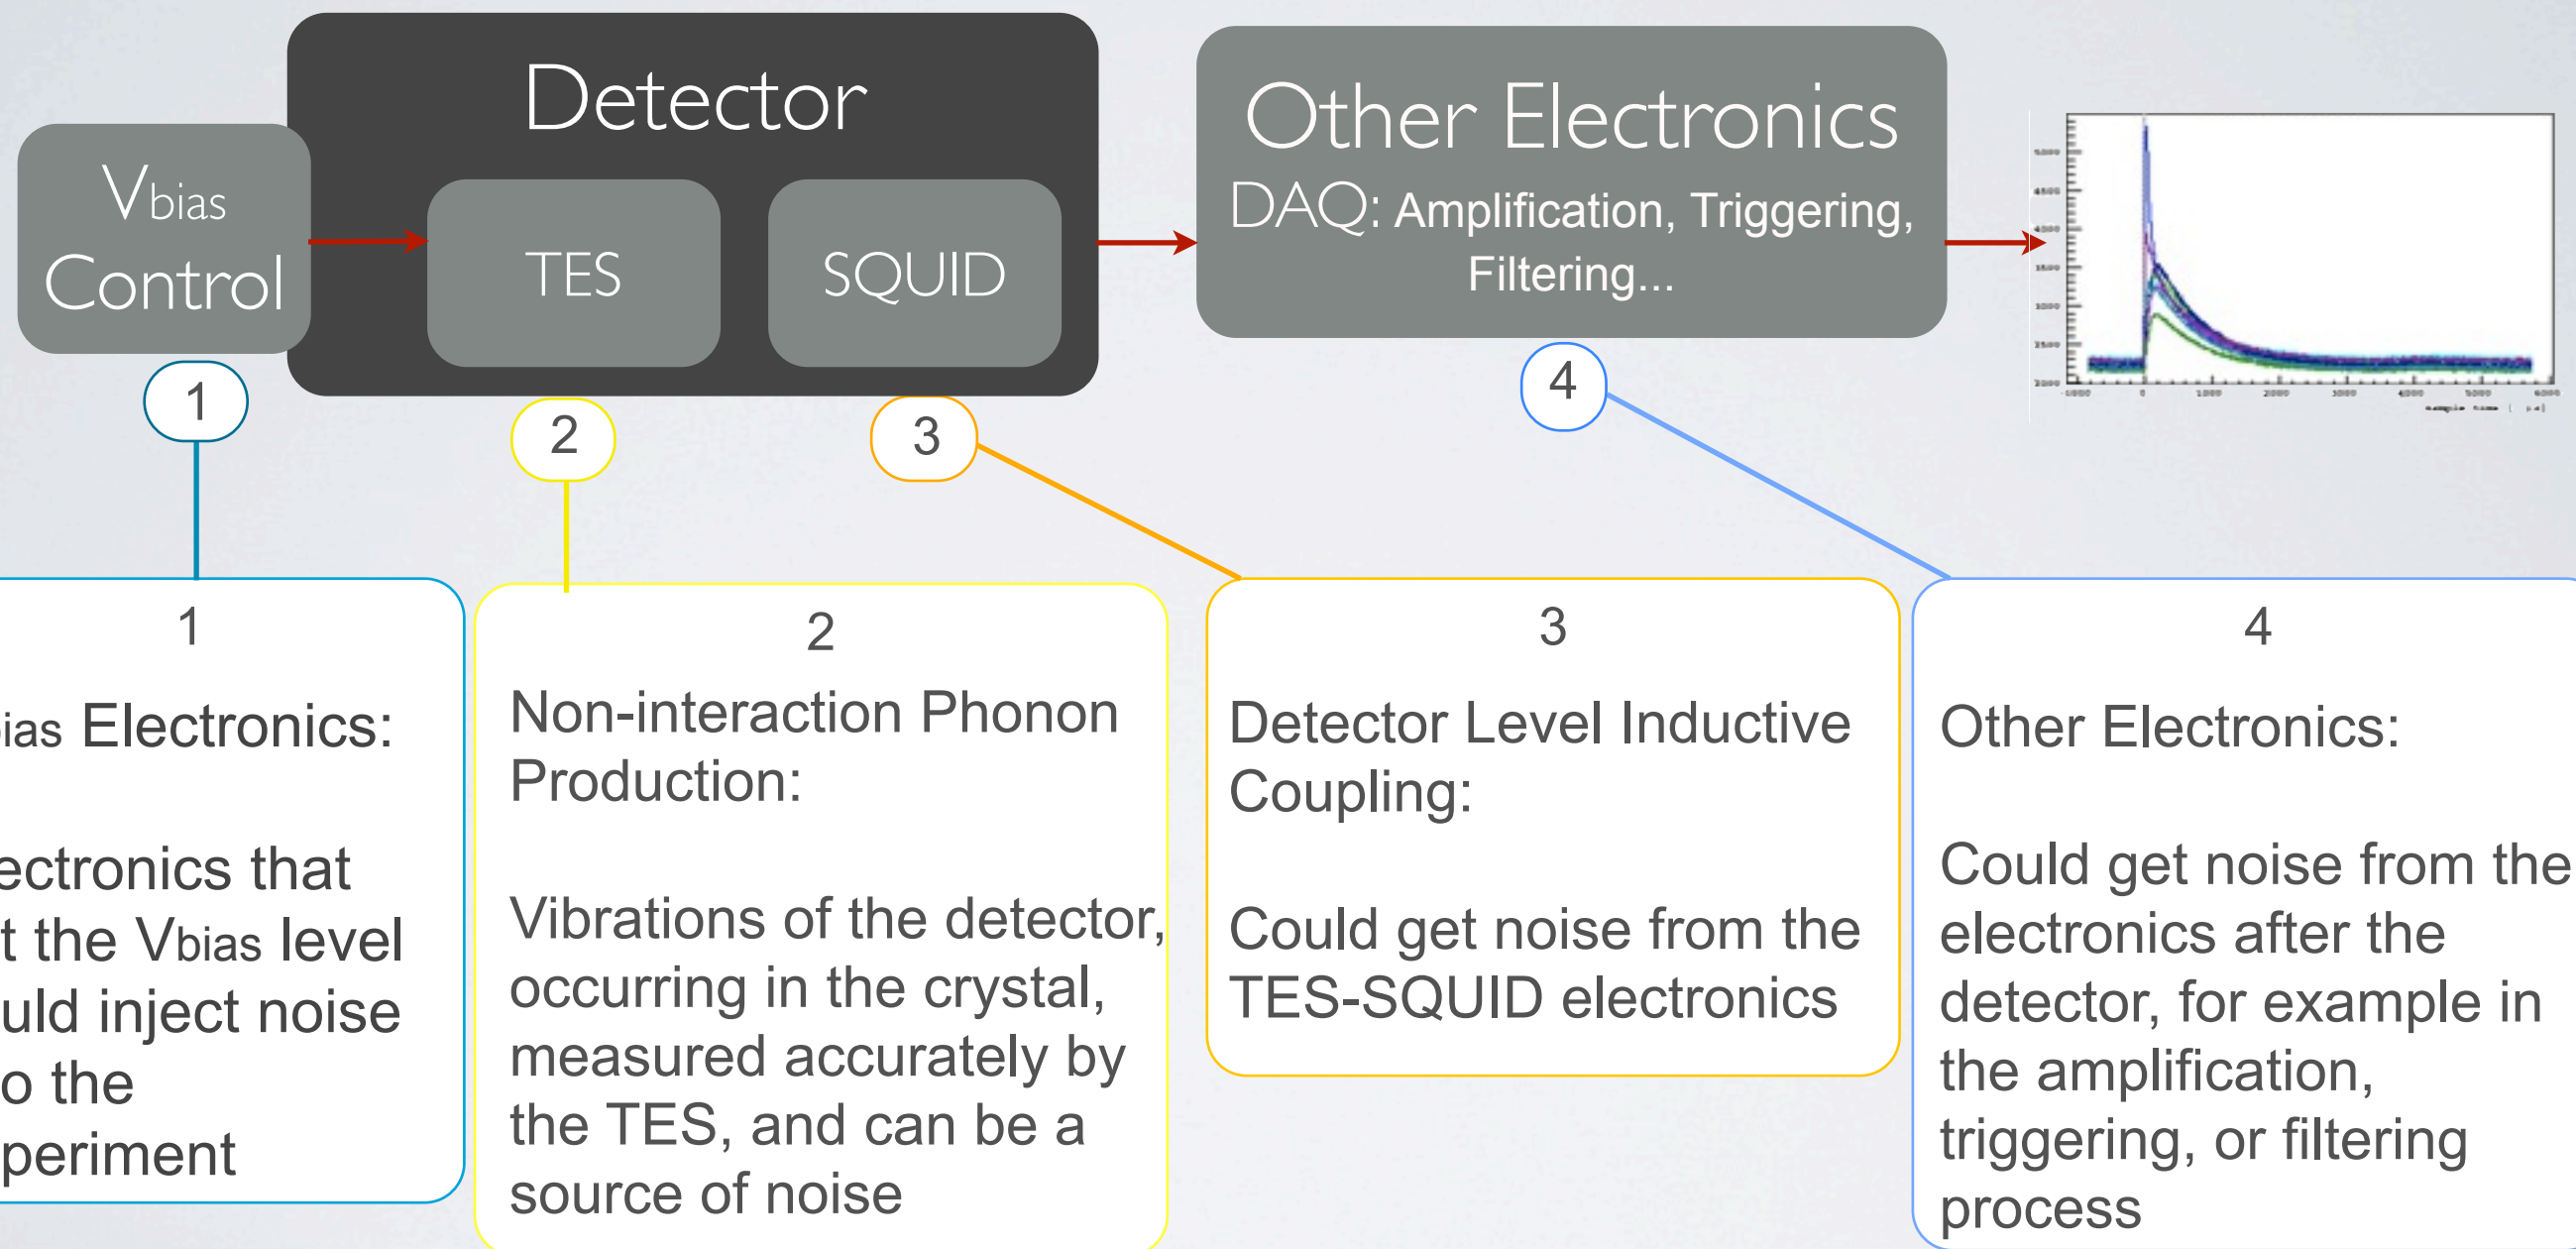 Detector
Vbias
Control
TES
SQUID
Other Electronics
DAQ: Amplification, Triggering,
Filtering...
1
2
3
4
1
Electronics:
that
the Vbias level
inject noise
the
2
Non-interaction Phonon
Production:
Vibrations of the detector,
occurring in the crystal,
measured accurately by
the TES, and can be a
source of noise
3
Detector Level Inductive
Coupling:
Could get noise from the
TES-SQUID electronics
4
Other Electronics:
Could get noise from the
electronics after the
detector, for example in
the amplification,
triggering, or filtering
process